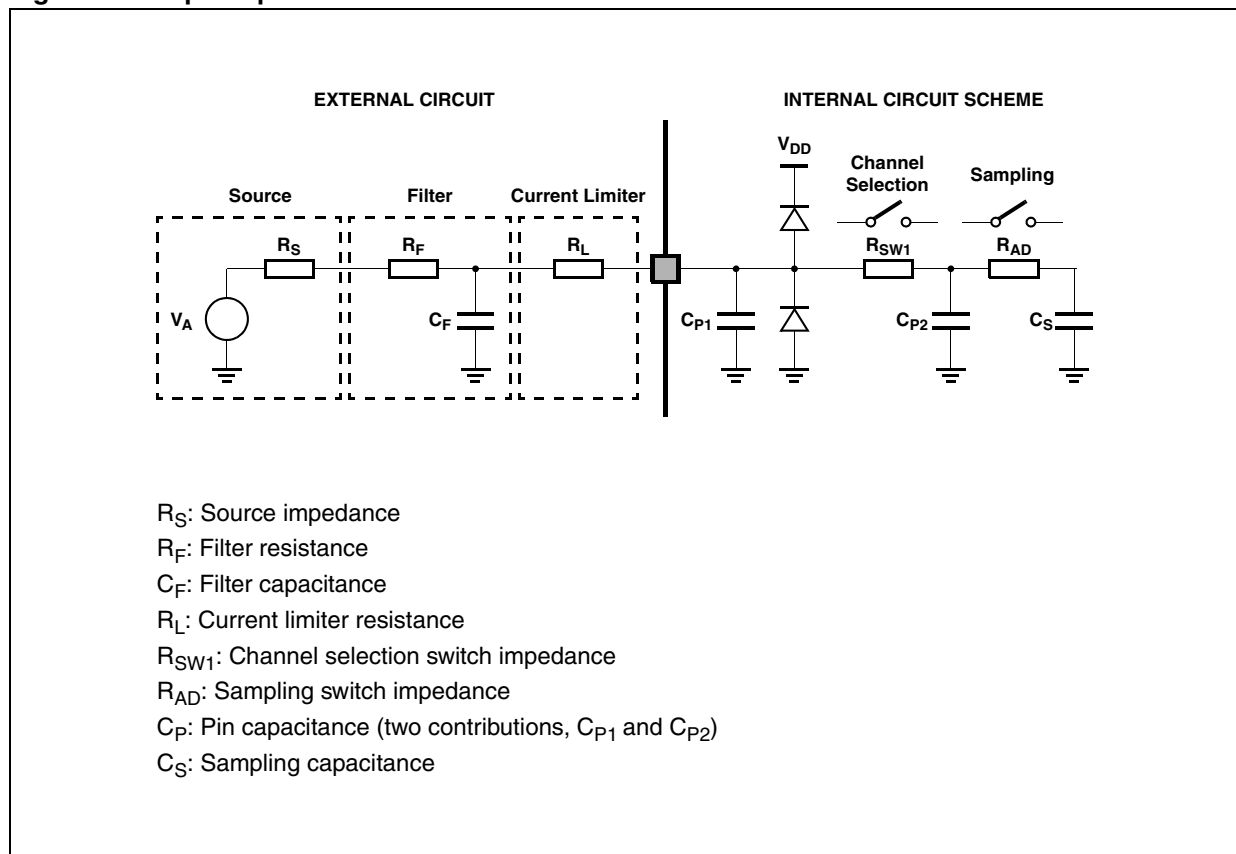 EXTERNAL CIRCUIT
INTERNAL CIRCUIT SCHEME
VDD
Channel
Selection
Sampling
Source
Filter
Current Limiter
RS
RF
RL
RSW1
RAD
VA
CF
CP1
CP2
CS
RS: Source impedance
RF: Filter resistance
CF: Filter capacitance
RL: Current limiter resistance
RSW1: Channel selection switch impedance
RAD: Sampling switch impedance
CP: Pin capacitance (two contributions, CP1 and CP2)
CS: Sampling capacitance